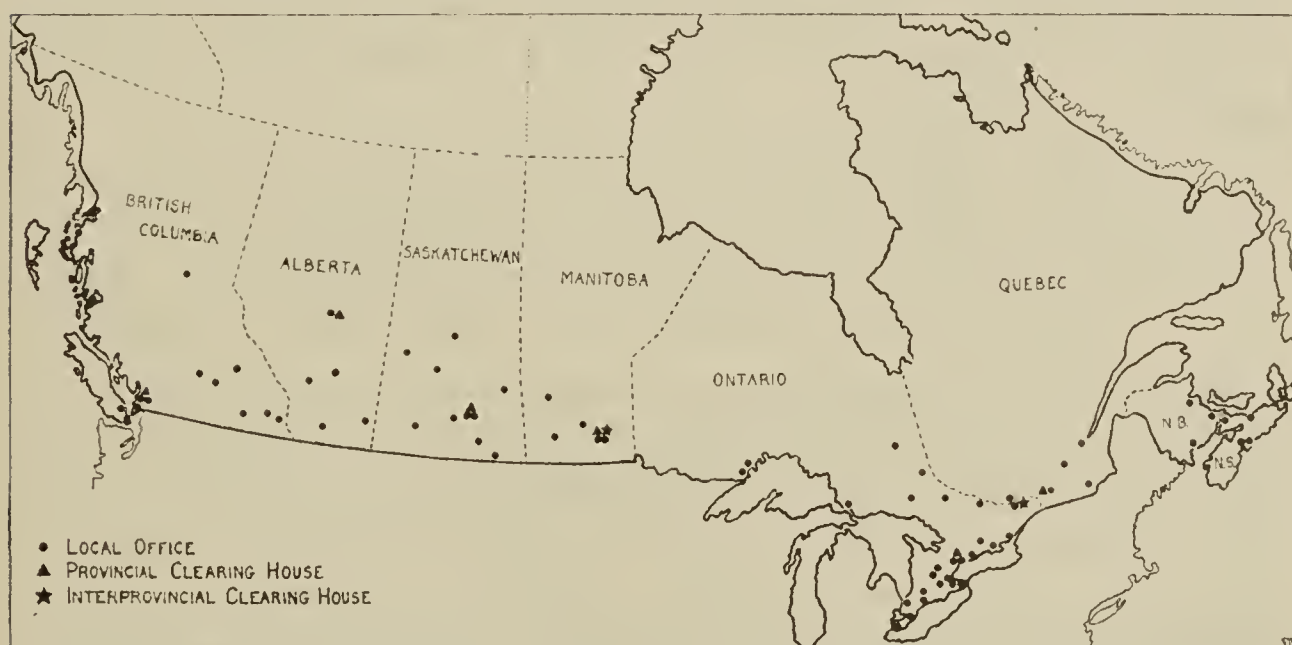 BRITISH
COLUMBIA
ALBERTA
SASKATCHEWAN
MANITOBA
ONTARIO
QUEBEC
N.B.
N.S.
LOCAL OFFICE
PROVINCIAL CLEARING HOUSE
INTERPROVINCIAL CLEARING HOUSE